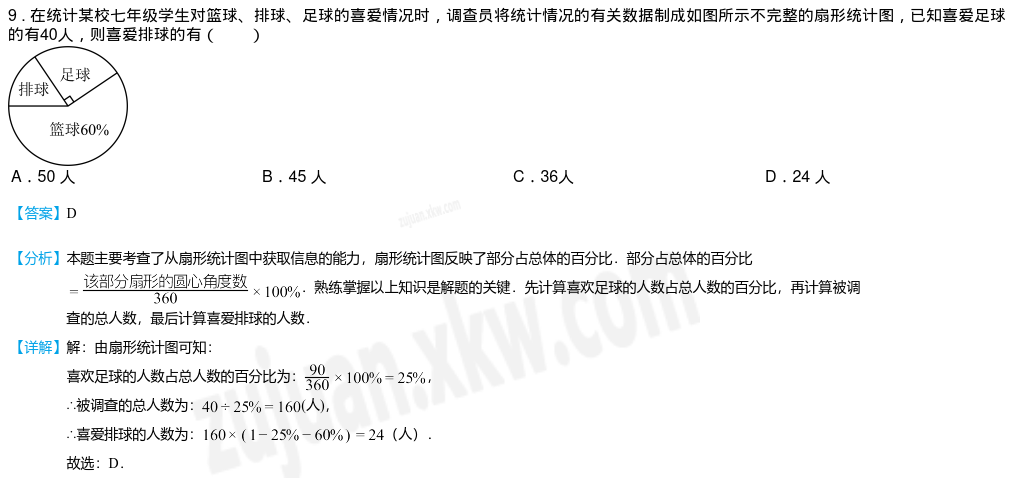 9．在统计某校七年级学生对篮球、排球、足球的喜爱情况时，调查员将统计情况的有关数据制成如图所示不完整的扇形统计图，已知喜爱足球
的有40人，则喜爱排球的有（　　）
足球
排球
篮球60%
A．50 人　B．45 人　C．36人　D．24 人
【答案】D
【分析】本题主要考查了从扇形统计图中获取信息的能力，扇形统计图反映了部分占总体的百分比．部分占总体的百分比
= 该部分扇形的圆心角度数/360 × 100%．熟练掌握以上知识是解题的关键．先计算喜欢足球的人数占总人数的百分比，再计算被调
查的总人数，最后计算喜爱排球的人数．
【详解】解：由扇形统计图可知：
喜欢足球的人数占总人数的百分比为：90/360 × 100% = 25%，
∴被调查的总人数为：40 ÷ 25% = 160(人)，
∴喜爱排球的人数为：160 ×（1 − 25% − 60%）= 24（人）．
故选：D．
zujuan.xkw.com
zujuan.xkw.com